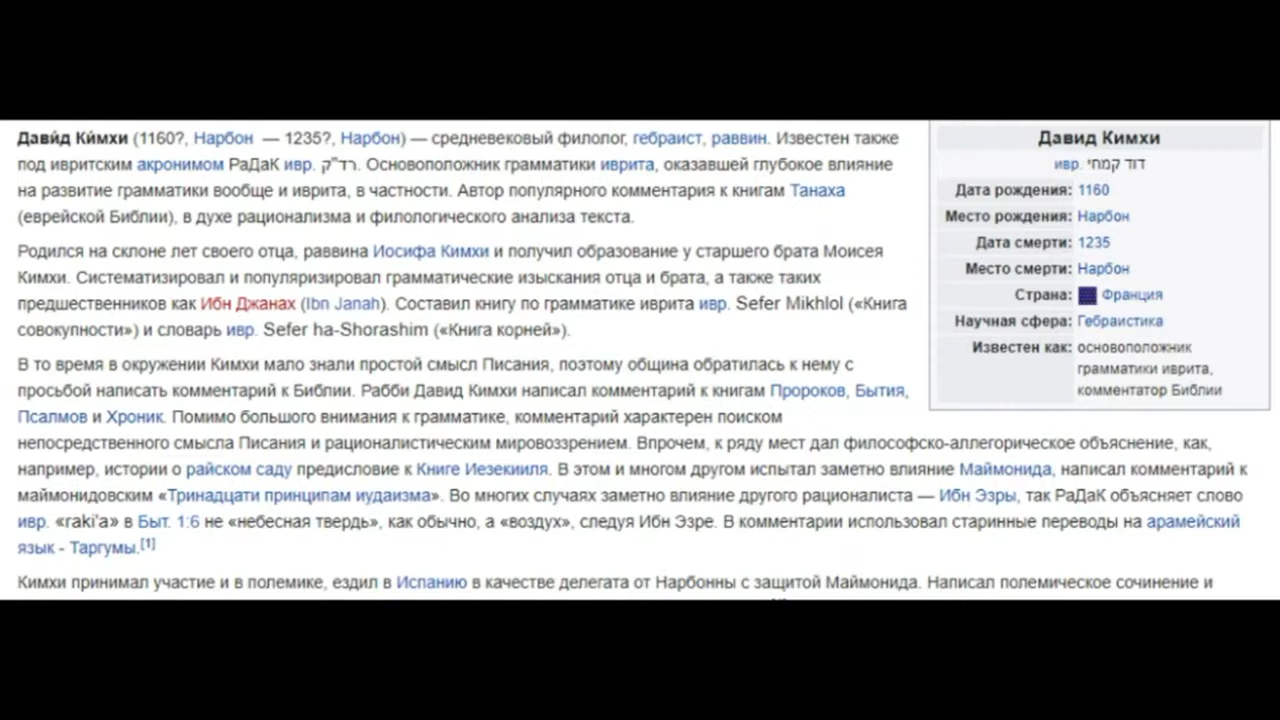 Дави́д Ки́мхи (1160?, Нарбон — 1235?, Нарбон) — средневековый филолог, гебраист, раввин. Известен также
под ивритским акронимом РаДаК ивр. רד"ק. Основоположник грамматики иврита, оказавшей глубокое влияние
на развитие грамматики вообще и иврита, в частности. Автор популярного комментария к книгам Танаха
(еврейской Библии), в духе рационализма и филологического анализа текста.
Родился на склоне лет своего отца, раввина Иосифа Кимхи и получил образование у старшего брата Моисея
Кимхи. Систематизировал и популяризировал грамматические изыскания отца и брата, а также таких
предшественников как Ибн Джанах (Ibn Janah). Составил книгу по грамматике иврита ивр. Sefer Mikhlol («Книга
совокупности») и словарь ивр. Sefer ha-Shorashim («Книга корней»).
В то время в окружении Кимхи мало знали простой смысл Писания, поэтому община обратилась к нему с
просьбой написать комментарий к Библии. Рабби Давид Кимхи написал комментарий к книгам Пророков, Бытия,
Псалмов и Хроник. Помимо большого внимания к грамматике, комментарий характерен поиском
непосредственного смысла Писания и рационалистическим мировоззрением. Впрочем, к ряду мест дал философско-аллегорическое объяснение, как,
например, истории о райском саду предисловие к Книге Иезекииля. В этом и многом другом испытал заметно влияние Маймонида, написал комментарий к
маймонидовским «Тринадцати принципам иудаизма». Во многих случаях заметно влияние другого рационалиста — Ибн Эзры, так РаДаК объясняет слово
ивр. «raki'a» в Быт. 1:6 не «небесная твердь», как обычно, а «воздух», следуя Ибн Эзре. В комментарии использовал старинные переводы на арамейский
язык - Таргумы.[1]
Кимхи принимал участие и в полемике, ездил в Испанию в качестве делегата от Нарбонны с защитой Маймонида. Написал полемическое сочинение и
Давид Кимхи
ивр. דוד קמחי
Дата рождения: 1160
Место рождения: Нарбон
Дата смерти: 1235
Место смерти: Нарбон
Страна: Франция
Научная сфера: Гебраистика
Известен как: основоположник
грамматики иврита,
комментатор Библии